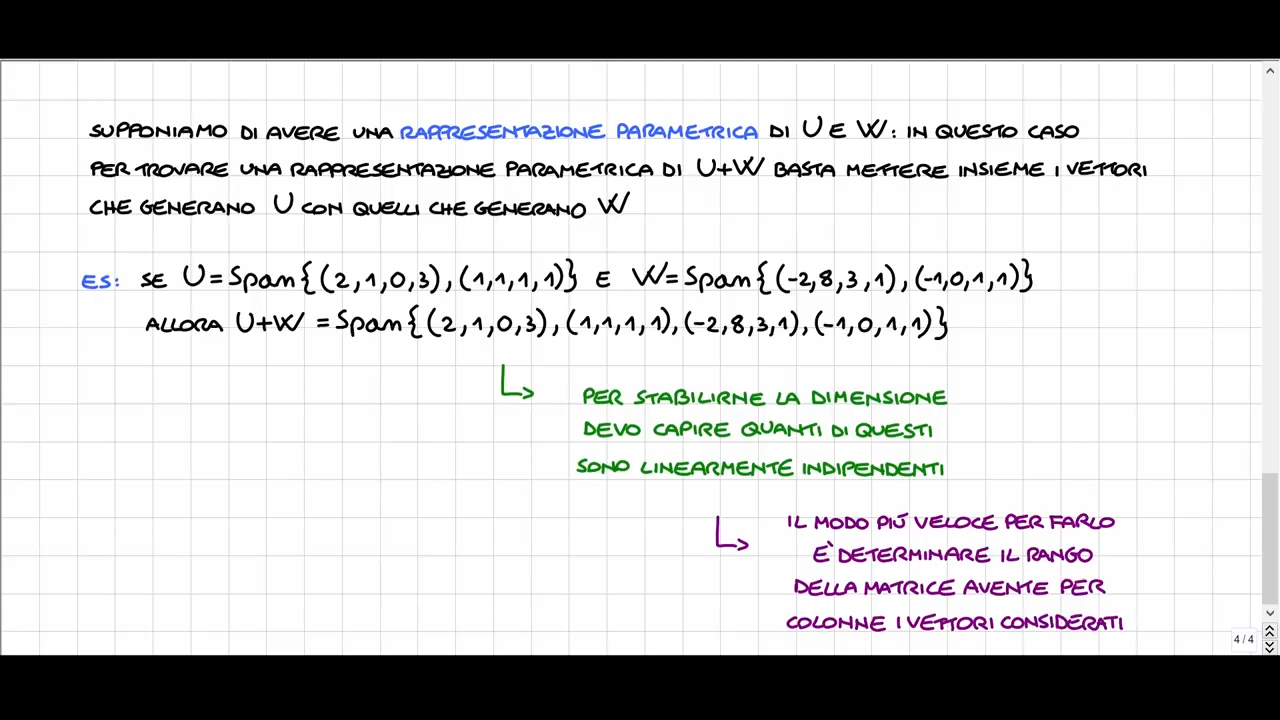 SUPPONIAMO DI AVERE UNA RAPPRESENTAZIONE PARAMETRICA DI U E W: IN QUESTO CASO
PER TROVARE UNA RAPPRESENTAZIONE PARAMETRICA DI U+W BASTA METTERE INSIEME I VETTORI
CHE GENERANO U CON QUELLI CHE GENERANO W
ES: SE U=Span{(2,1,0,3),(1,1,1,1)} E W=Span{(-2,8,3,1),(-1,0,1,1)}
ALLORA U+W =Span{(2,1,0,3),(1,1,1,1),(-2,8,3,1),(-1,0,1,1)}
PER STABILIRNE LA DIMENSIONE
DEVO CAPIRE QUANTI DI QUESTI
SONO LINEARMENTE INDIPENDENTI
IL MODO PIÚ VELOCE PER FARLO
È DETERMINARE IL RANGO
DELLA MATRICE AVENTE PER
COLONNE I VETTORI CONSIDERATI
4/4